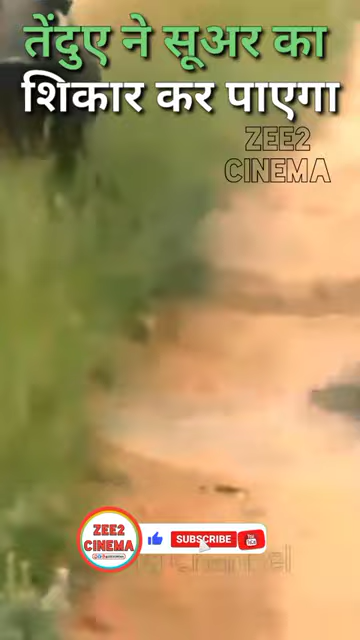 तेंदुए ने सूअर का
शिकार कर पाएगा
ZEE2
CINEMA
ZEE2
CINEMA
SUBSCRIBE